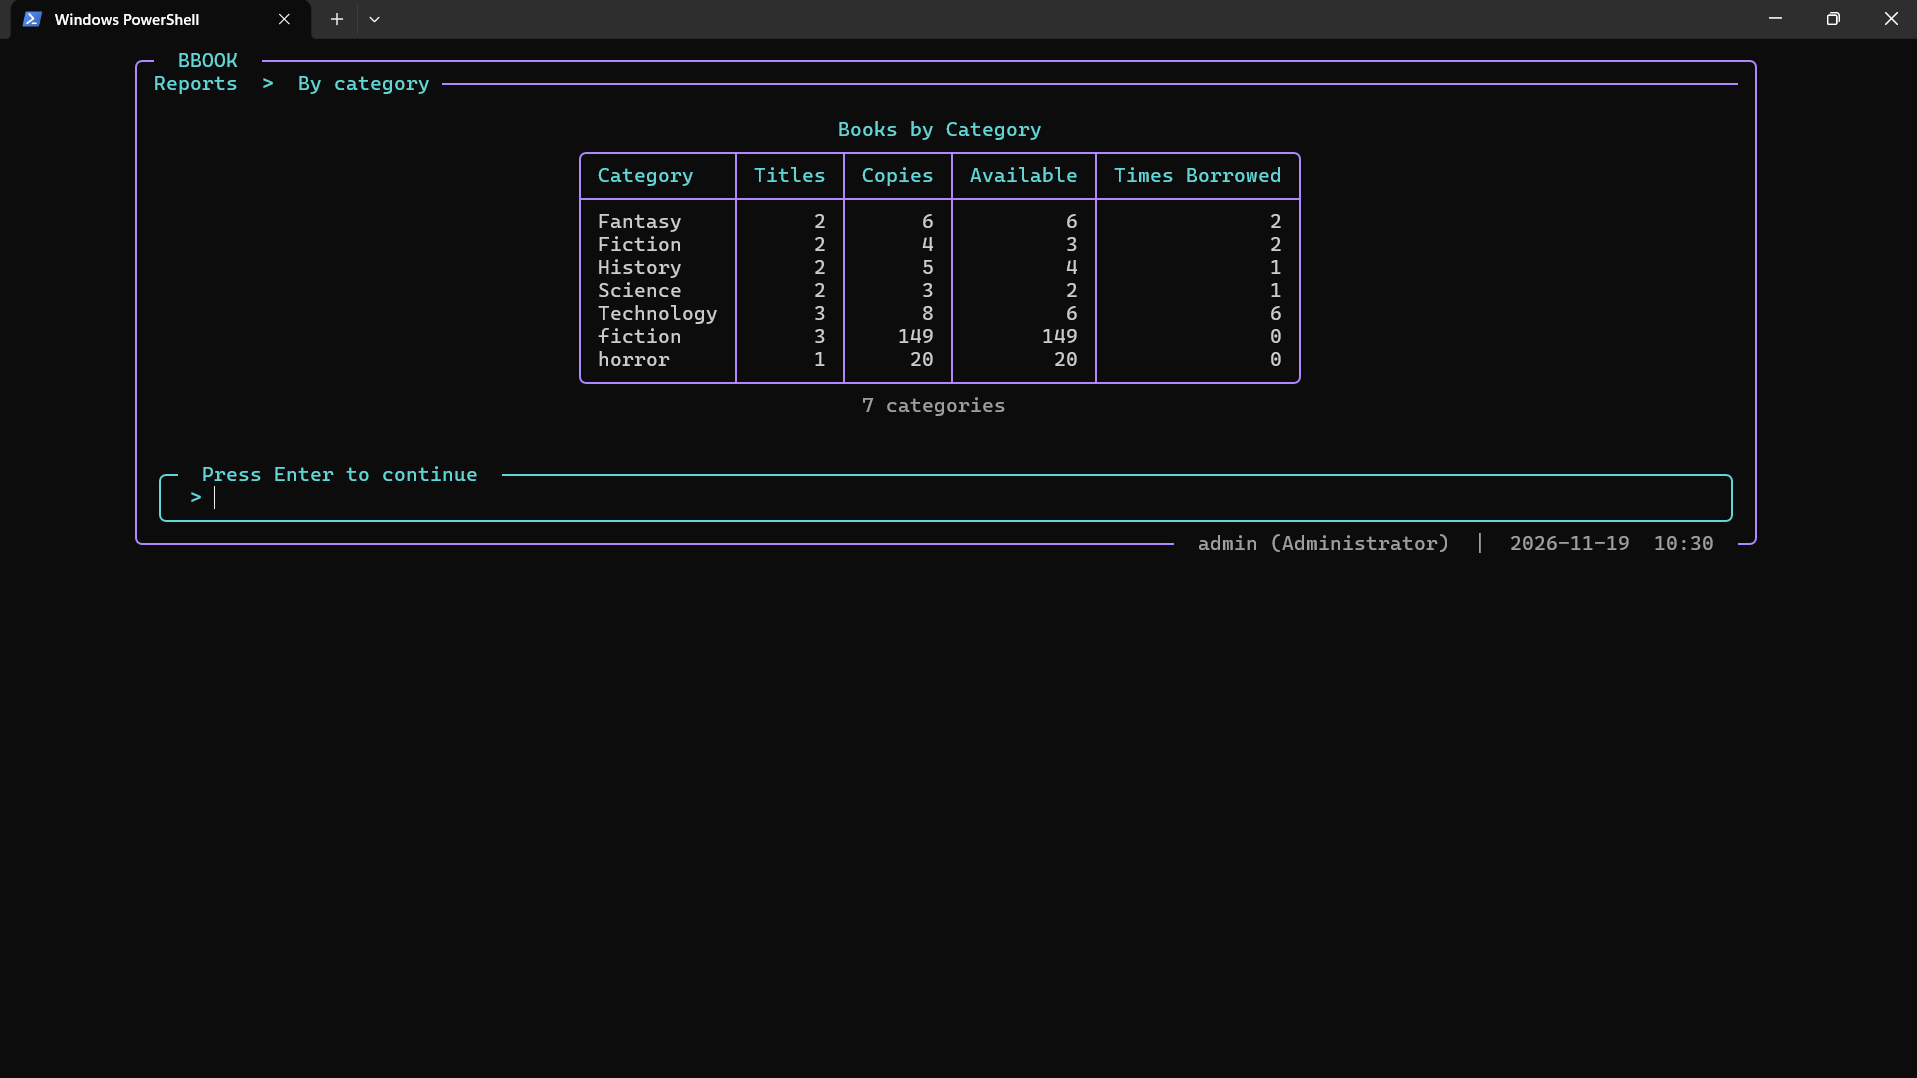 Windows PowerShell
BBOOK
Reports > By category
Books by Category
Category Titles Copies Available Times Borrowed
Fantasy 2 6 6 2
Fiction 2 4 3 2
History 2 5 4 1
Science 2 3 2 1
Technology 3 8 6 6
fiction 3 149 149 0
horror 1 20 20 0
7 categories
Press Enter to continue
>
admin (Administrator) | 2026-11-19 10:30